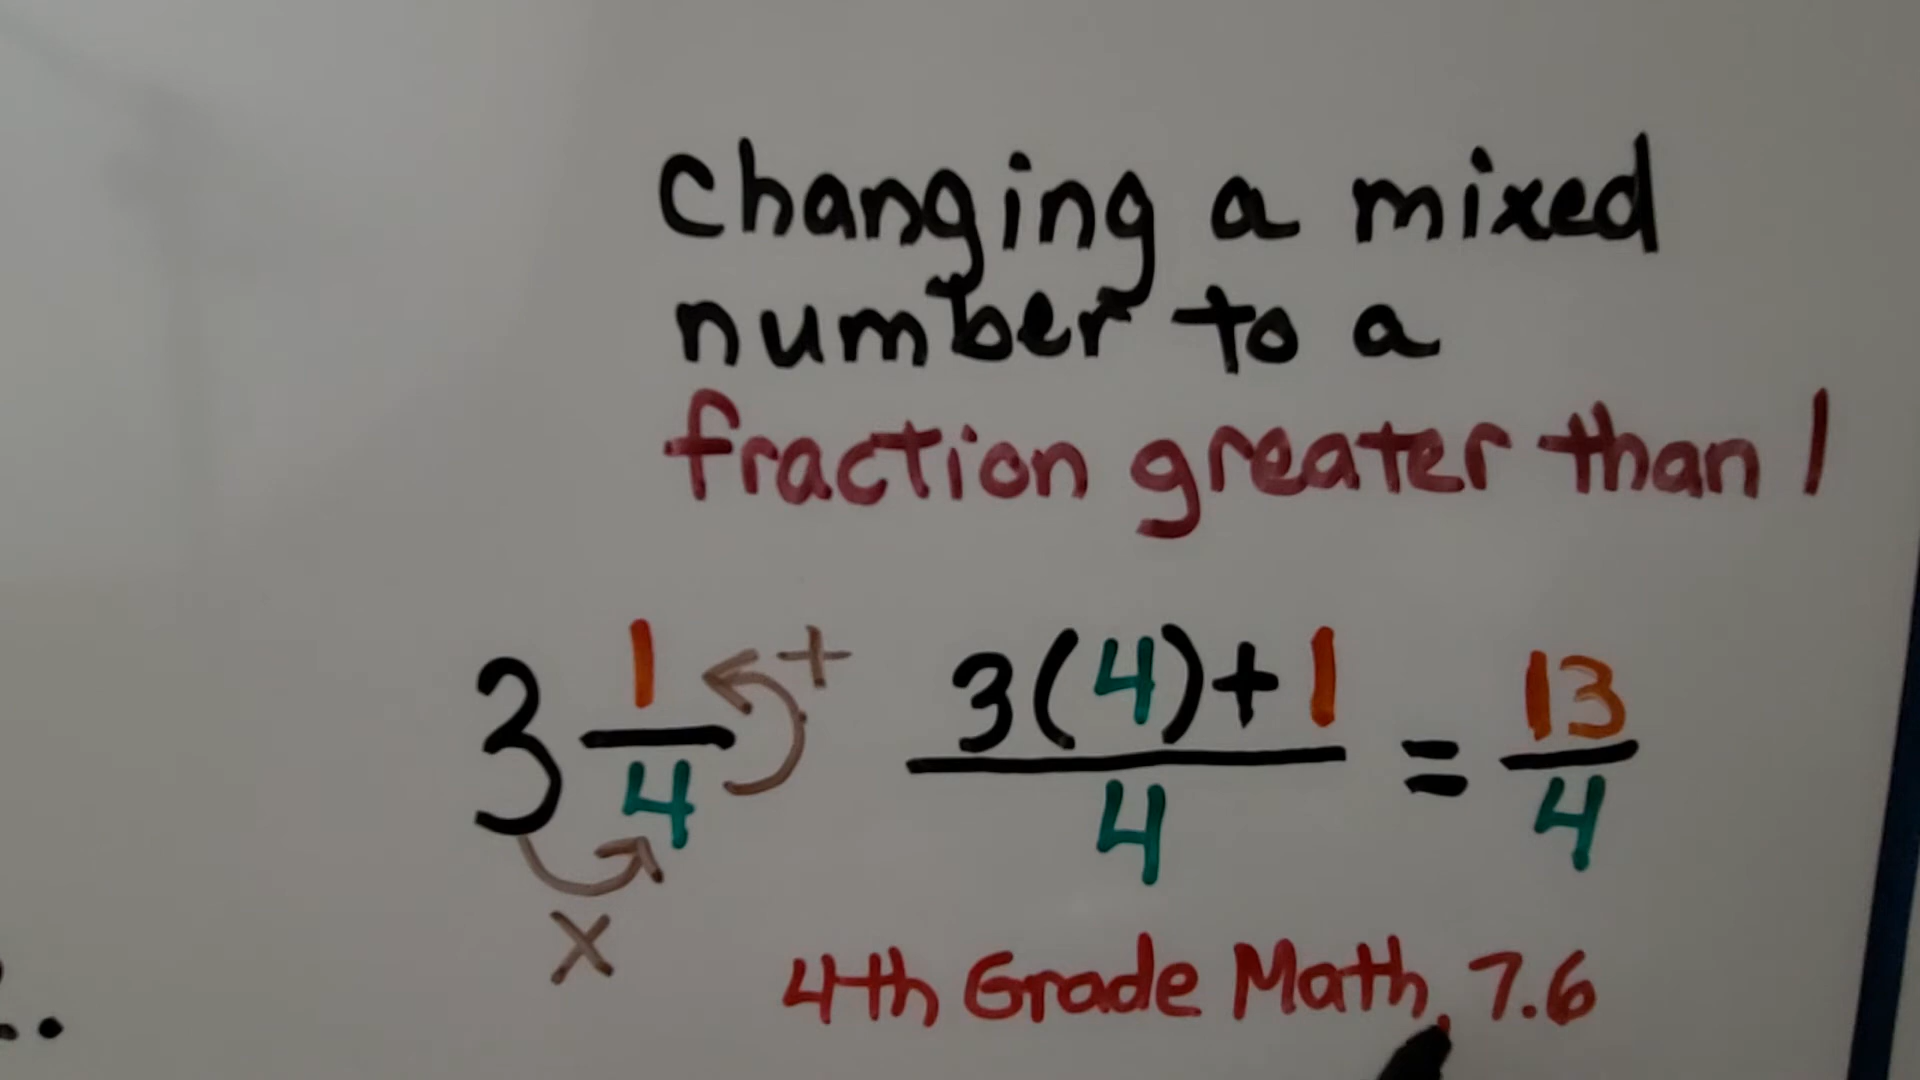 Changing a mixed
number to a
fraction greater than 1
3 1/4 + x 3(4)+1/4 = 13/4
4th Grade Math, 7.6